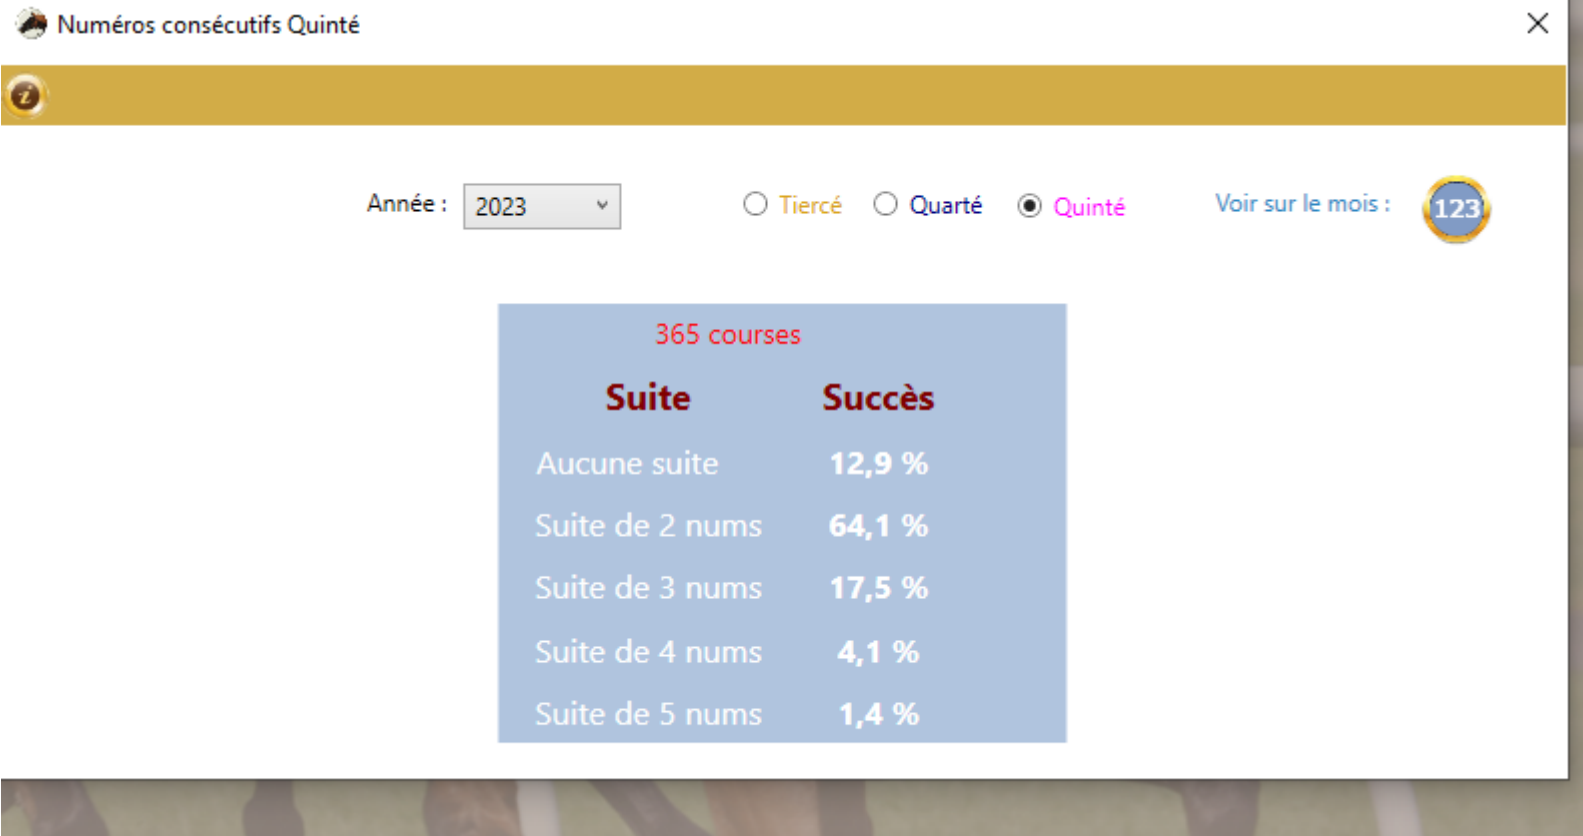 Numéros consécutifs Quinté
i
Année : 2023 Tiercé Quarté Quinté Voir sur le mois : 123
365 courses
Suite Succès
Aucune suite 12,9 %
Suite de 2 nums 64,1 %
Suite de 3 nums 17,5 %
Suite de 4 nums 4,1 %
Suite de 5 nums 1,4 %